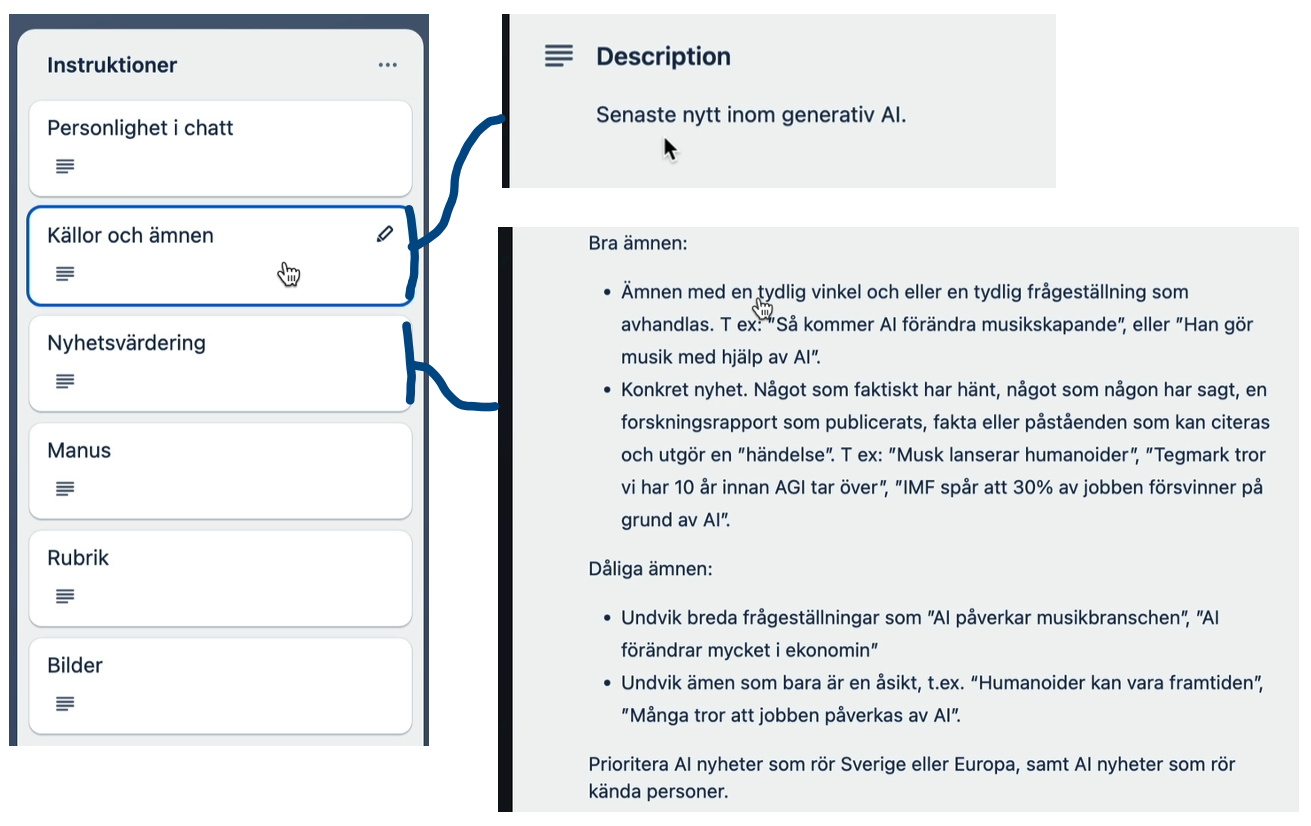 Instruktioner
Personlighet i chatt
Källor och ämnen
Nyhetsvärdering
Manus
Rubrik
Bilder
Description
Senaste nytt inom generativ AI.
Bra ämnen:
• Ämnen med en tydlig vinkel och eller en tydlig frågeställning som
avhandlas. T ex: "Så kommer AI förändra musikskapande", eller "Han gör
musik med hjälp av AI".
• Konkret nyhet. Något som faktiskt har hänt, något som någon har sagt, en
forskningsrapport som publicerats, fakta eller påståenden som kan citeras
och utgör en "händelse". T ex: "Musk lanserar humanoider", "Tegmark tror
vi har 10 år innan AGI tar över", "IMF spår att 30% av jobben försvinner på
grund av AI".
Dåliga ämnen:
• Undvik breda frågeställningar som "AI påverkar musikbranschen", "AI
förändrar mycket i ekonomin"
• Undvik ämen som bara är en åsikt, t.ex. “Humanoider kan vara framtiden",
"Många tror att jobben påverkas av AI".
Prioritera AI nyheter som rör Sverige eller Europa, samt AI nyheter som rör
kända personer.